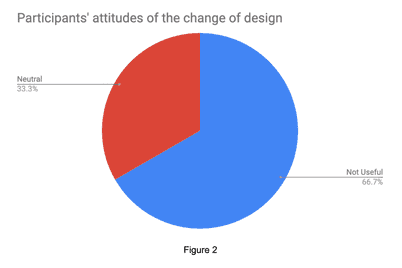 Participants' attitudes of the change of design
Neutral
33.3%
Not Useful
66.7%
Figure 2